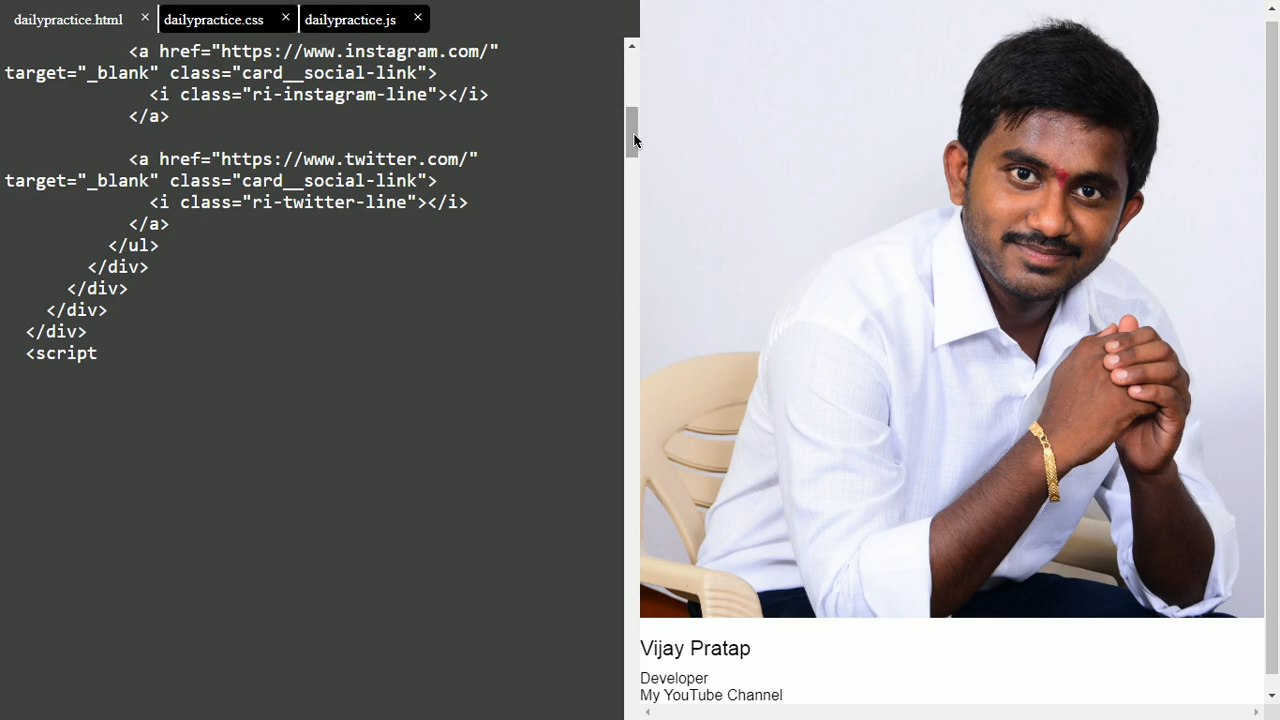 dailypractice.html × dailypractice.css × dailypractice.js ×
<a href="https://www.instagram.com/"
target="_blank" class="card__social-link">
<i class="ri-instagram-line"></i>
</a>
<a href="https://www.twitter.com/"
target="_blank" class="card__social-link">
<i class="ri-twitter-line"></i>
</a>
</ul>
</div>
</div>
</div>
</div>
<script
Vijay Pratap
Developer
My YouTube Channel